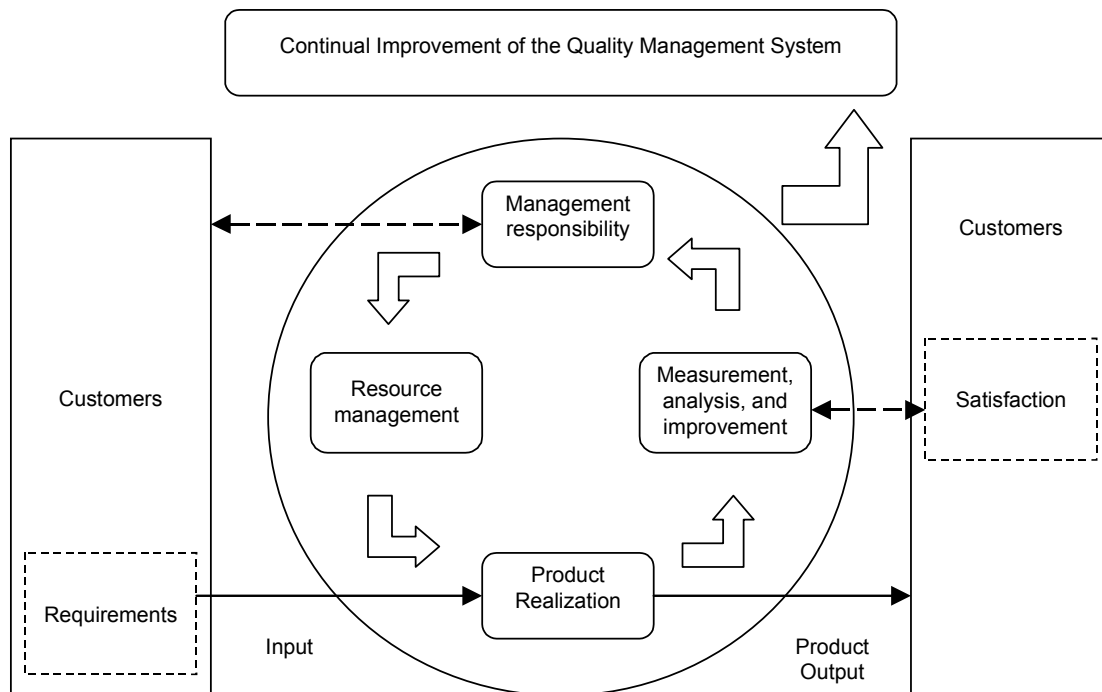 Continual Improvement of the Quality Management System
Management
responsibility
Customers
Resource
management
Measurement,
analysis, and
improvement
Customers
Satisfaction
Requirements
Product
Realization
Input
Product
Output